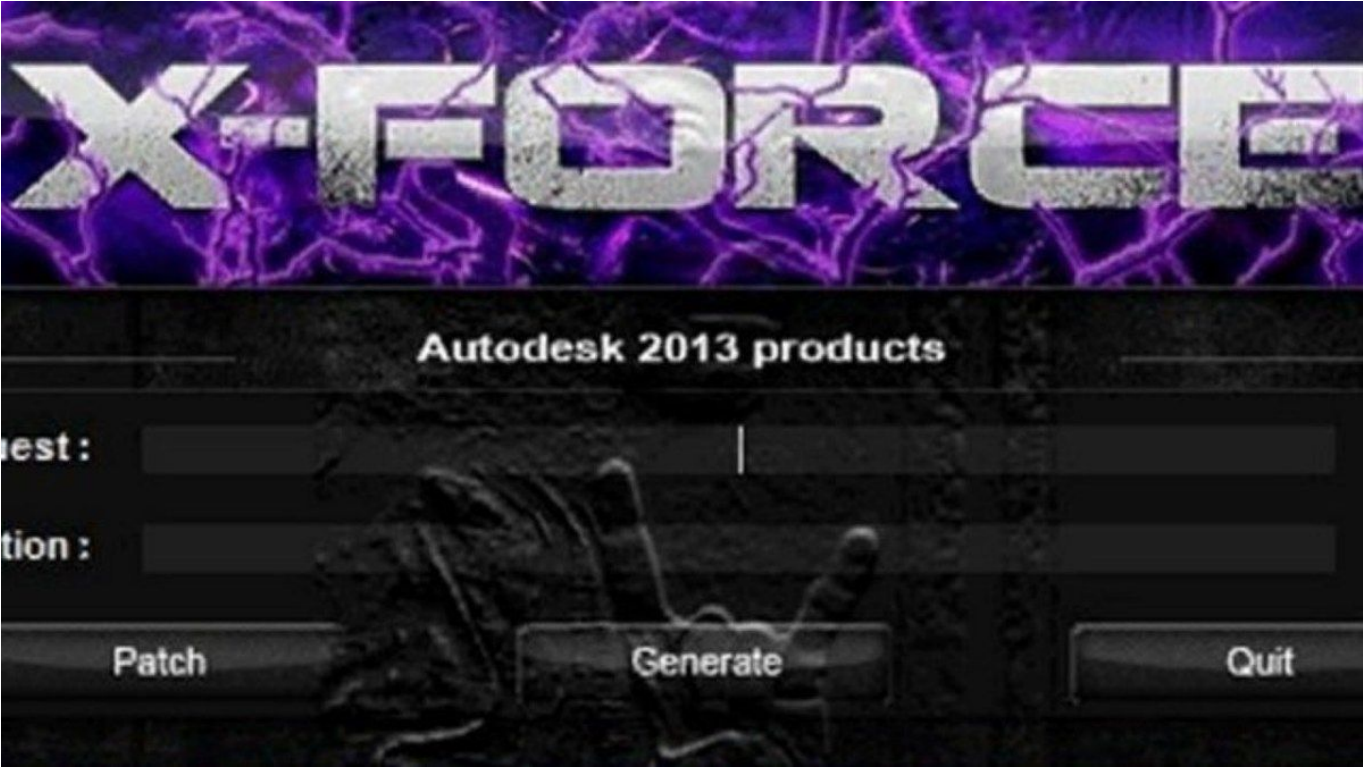 X-FORCE
Autodesk 2013 products
uest :
tion :
Patch
Generate
Quit